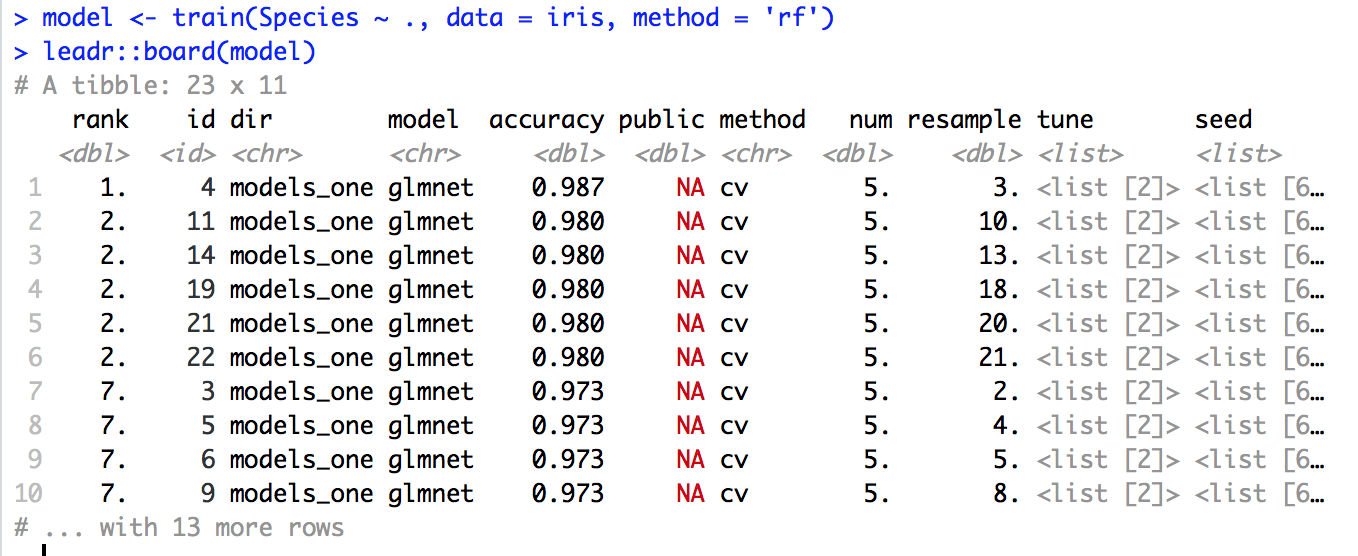 > model <- train(Species ~ ., data = iris, method = 'rf')
> leadr::board(model)
# A tibble: 23 x 11
rank id dir model accuracy public method num resample tune seed
<dbl> <id> <chr> <chr> <dbl> <dbl> <chr> <dbl> <dbl> <list> <list>
1 1. 4 models_one glmnet 0.987 NA cv 5. 3. <list [2]> <list [6…
2 2. 11 models_one glmnet 0.980 NA cv 5. 10. <list [2]> <list [6…
3 2. 14 models_one glmnet 0.980 NA cv 5. 13. <list [2]> <list [6…
4 2. 19 models_one glmnet 0.980 NA cv 5. 18. <list [2]> <list [6…
5 2. 21 models_one glmnet 0.980 NA cv 5. 20. <list [2]> <list [6…
6 2. 22 models_one glmnet 0.980 NA cv 5. 21. <list [2]> <list [6…
7 7. 3 models_one glmnet 0.973 NA cv 5. 2. <list [2]> <list [6…
8 7. 5 models_one glmnet 0.973 NA cv 5. 4. <list [2]> <list [6…
9 7. 6 models_one glmnet 0.973 NA cv 5. 5. <list [2]> <list [6…
10 7. 9 models_one glmnet 0.973 NA cv 5. 8. <list [2]> <list [6…
# ... with 13 more rows